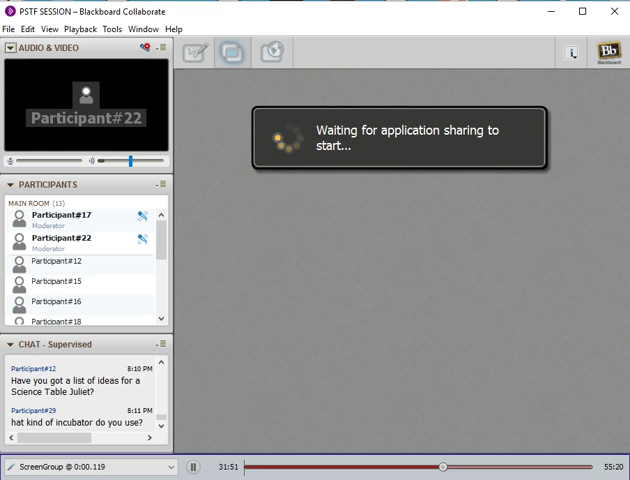 PSTF SESSION – Blackboard Collaborate
File Edit View Playback Tools Window Help
AUDIO & VIDEO
Participant#22
PARTICIPANTS
MAIN ROOM (13)
Participant#17
Moderator
Participant#22
Moderator
Participant#12
Participant#15
Participant#16
Participant#18
CHAT - Supervised
Participant#12 8:10 PM
Have you got a list of ideas for a
Science Table Juliet?
Participant#29 8:11 PM
hat kind of incubator do you use?
Waiting for application sharing to
start...
i
Bb
Blackboard
ScreenGroup @ 0:00.119
31:51
55:20